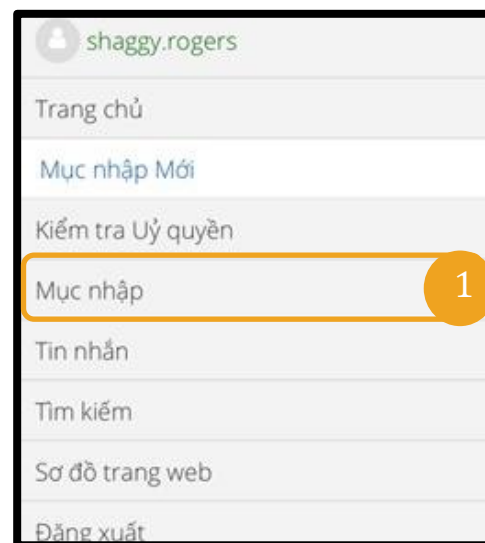 shaggy.rogers
Trang chủ
Mục nhập Mới
Kiểm tra Uỷ quyền
Mục nhập
1
Tin nhắn
Tìm kiếm
Sơ đồ trang web
Đăng xuất